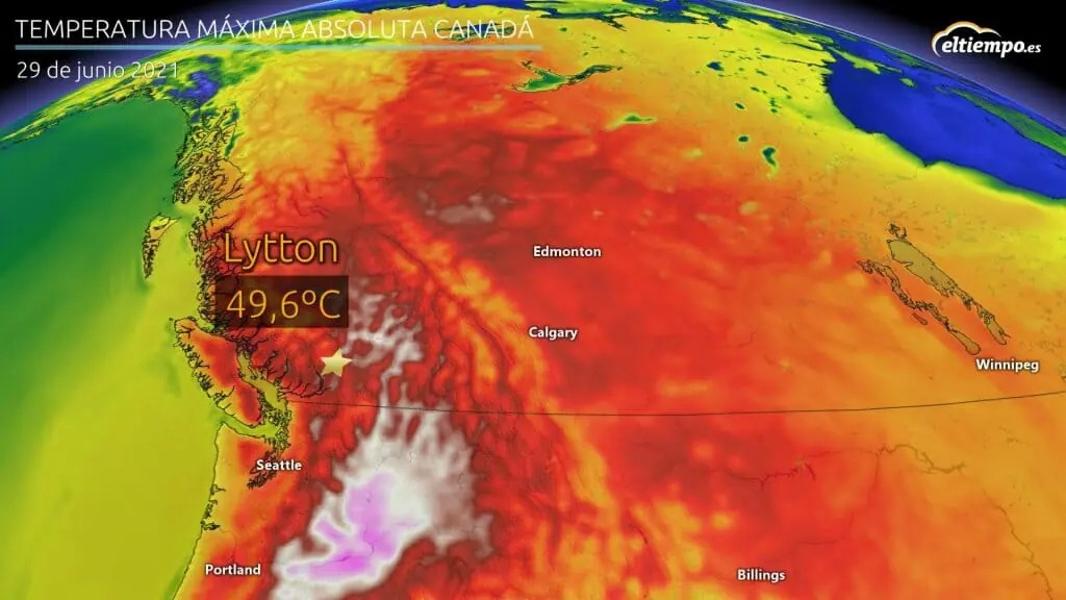 TEMPERATURA MÁXIMA ABSOLUTA CANADÁ
29 de junio 2021
eltiempo.es
Lytton
49,6ºC
Edmonton
Calgary
Winnipeg
Seattle
Portland
Billings